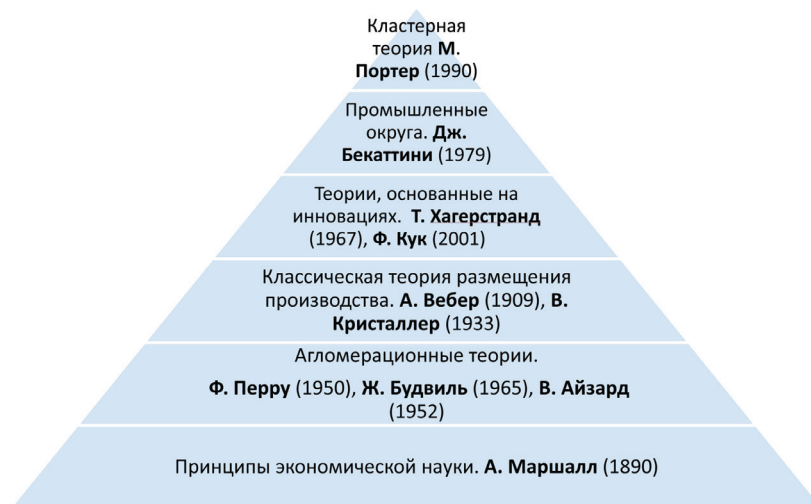 Кластерная
теория М.
Портер (1990)
Промышленные
округа. Дж.
Бекаттини (1979)
Теории, основанные на
инновациях. Т. Хагерстранд
(1967), Ф. Кук (2001)
Классическая теория размещения
производства. А. Вебер (1909), В.
Кристаллер (1933)
Агломерационные теории.
Ф. Перру (1950), Ж. Будвиль (1965), В. Айзард
(1952)
Принципы экономической науки. А. Маршалл (1890)